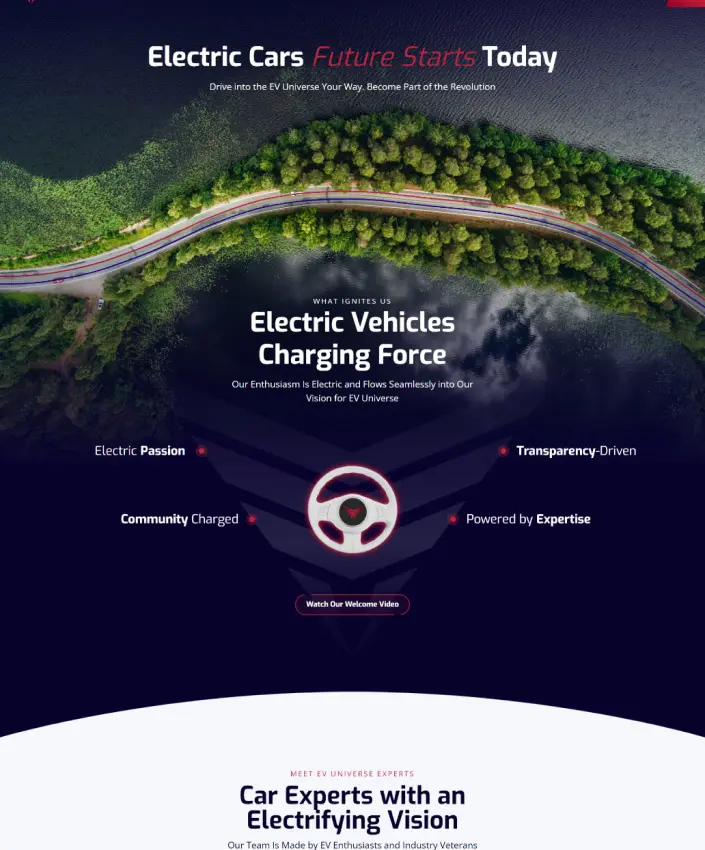 Electric Cars Future Starts Today
Drive into the EV Universe Your Way. Become Part of the Revolution
WHAT IGNITES US
Electric Vehicles
Charging Force
Our Enthusiasm Is Electric and Flows Seamlessly into Our
Vision for EV Universe
Electric Passion
Transparency-Driven
Community Charged
Powered by Expertise
Watch Our Welcome Video
MEET EV UNIVERSE EXPERTS
Car Experts with an
Electrifying Vision
Our Team Is Made by EV Enthusiasts and Industry Veterans